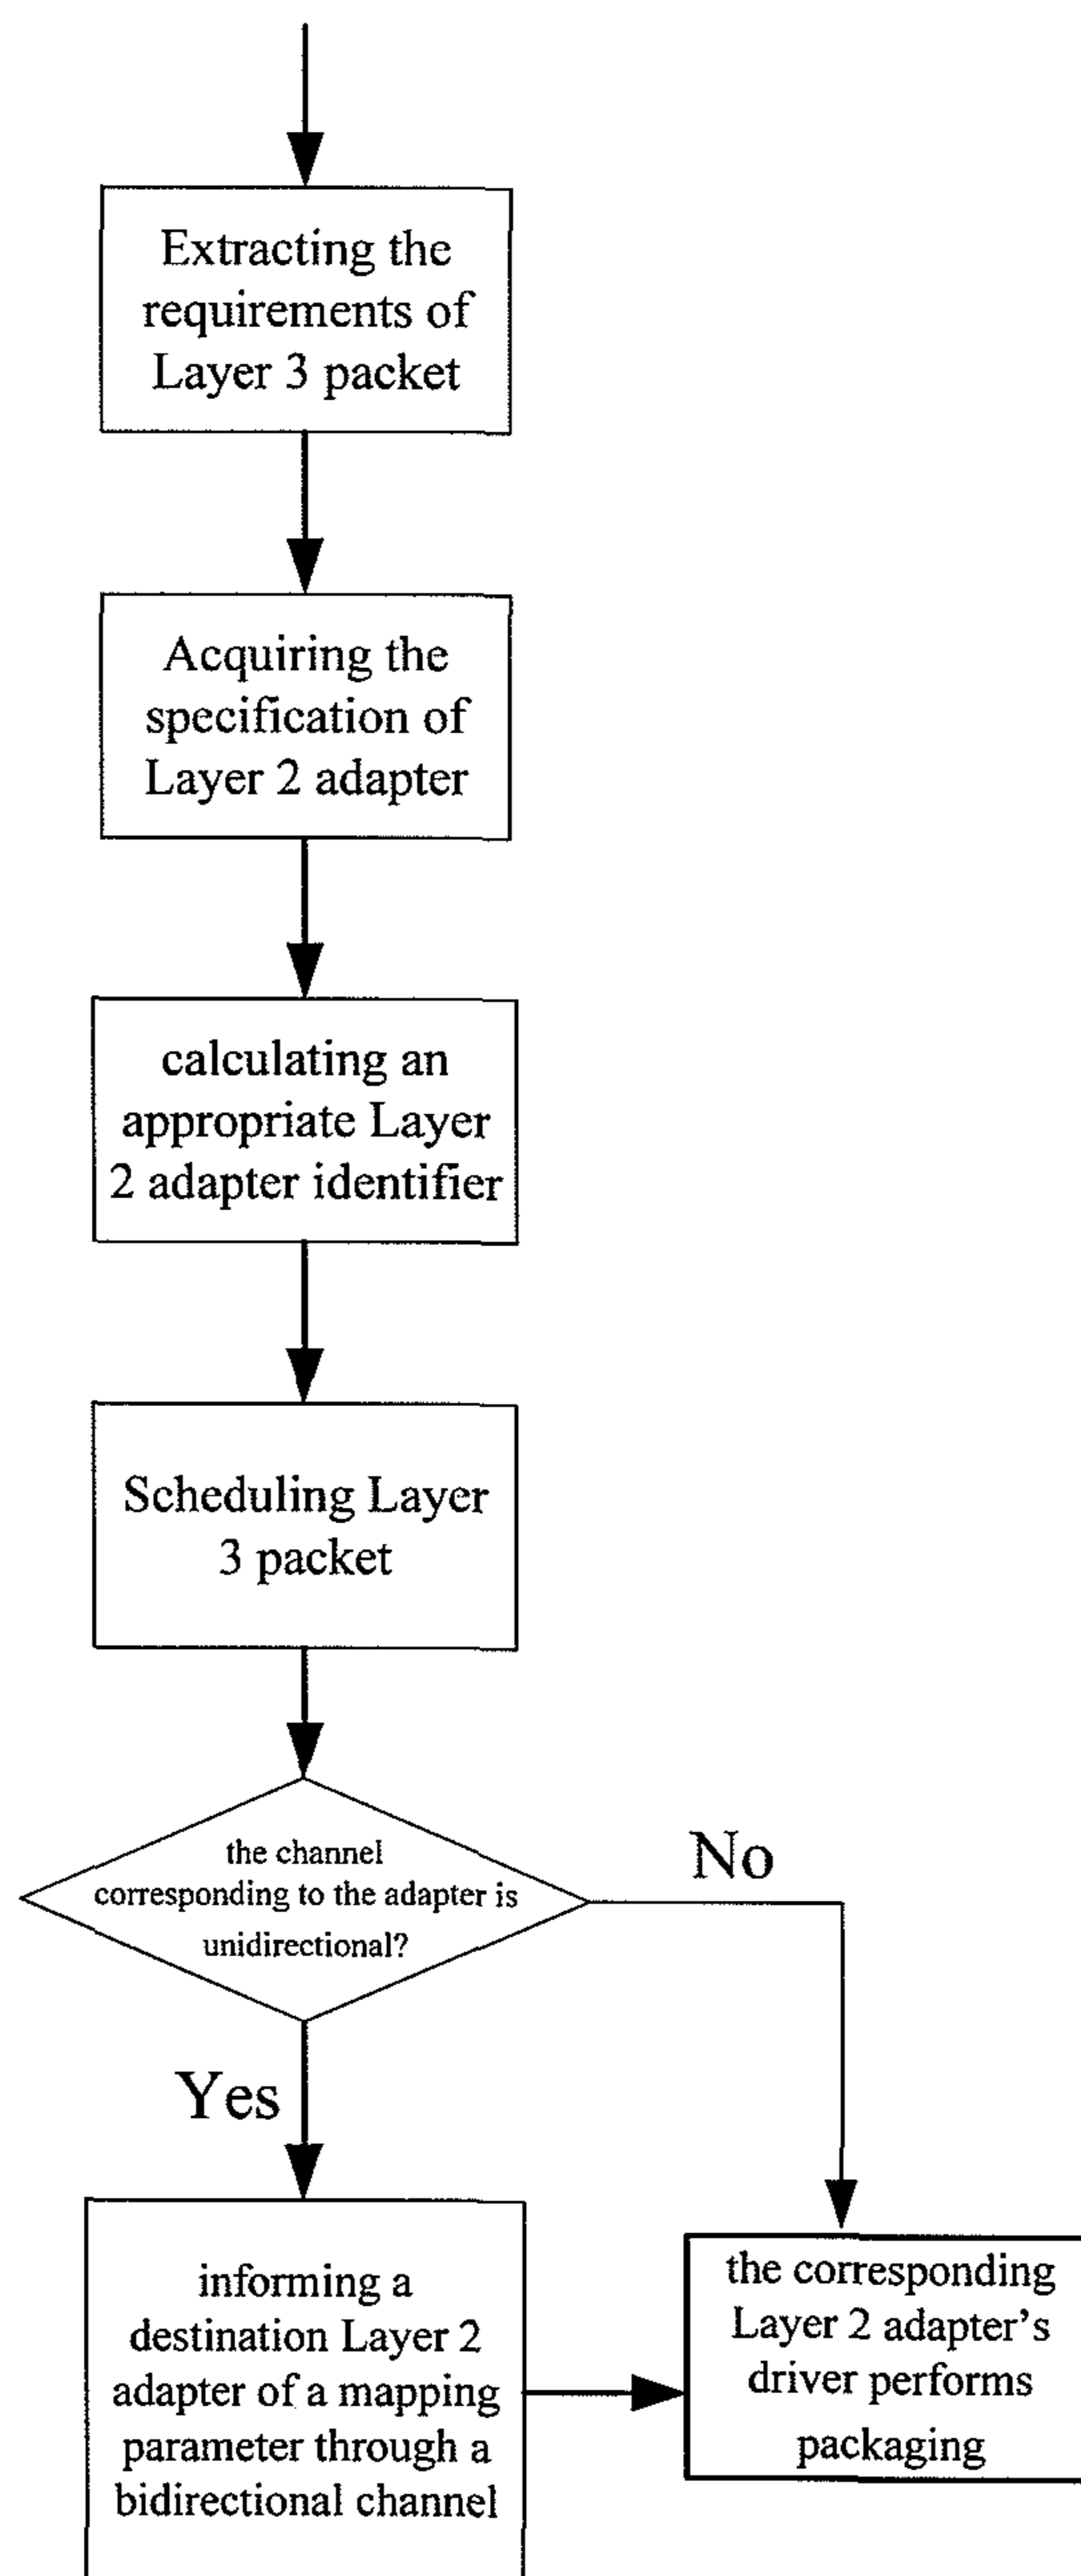 Extracting the
requirements of
Layer 3 packet
Acquiring the
specification of
Layer 2 adapter
calculating an
appropriate Layer
2 adapter identifier
Scheduling Layer
3 packet
the channel
corresponding to the adapter is
unidirectional?
No
Yes
informing a
destination Layer 2
adapter of a mapping
parameter through a
bidirectional channel
the corresponding
Layer 2 adapter's
driver performs
packaging